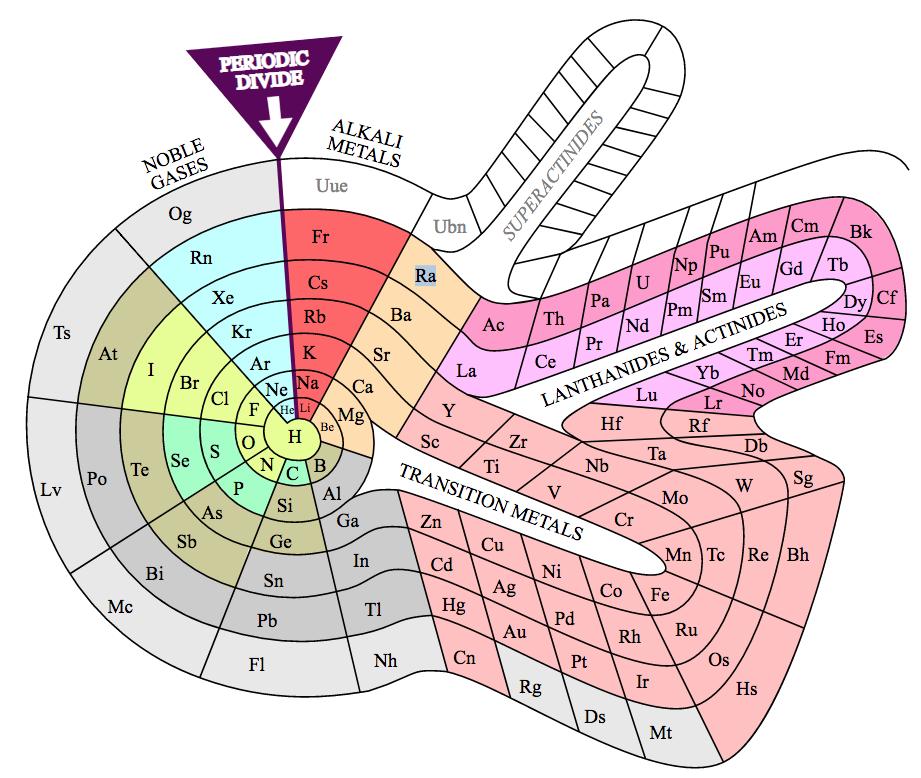 PERIODIC
DIVIDE
NOBLE
GASES
ALKALI
METALS
SUPERACTINIDES
Uue
Ubn
Og
Rn
Fr
Ra
Xe
Cs
Ba
Kr
Rb
Sr
Ar
K
Ca
Ne
Na
Mg
He
Li
Be
H
Ts
At
I
Br
Cl
F
O
N
C
B
Lv
Po
Te
Se
S
P
Si
Al
Mc
Bi
Sb
As
Ge
Ga
Fl
Pb
Sn
In
Tl
Nh
Ac
Th
Pa
U
Np
Pu
Am
Cm
Bk
Cf
Es
Fm
Md
No
Lr
La
Ce
Pr
Nd
Pm
Sm
Eu
Gd
Tb
Dy
Ho
Er
Tm
Yb
Lu
LANTHANIDES & ACTINIDES
Y
Sc
Zr
Ti
Hf
Rf
Nb
V
Ta
Db
Mo
Cr
W
Sg
TRANSITION METALS
Mn
Tc
Re
Bh
Zn
Cu
Ni
Co
Fe
Cd
Ag
Pd
Rh
Ru
Hg
Au
Pt
Ir
Os
Cn
Rg
Ds
Mt
Hs